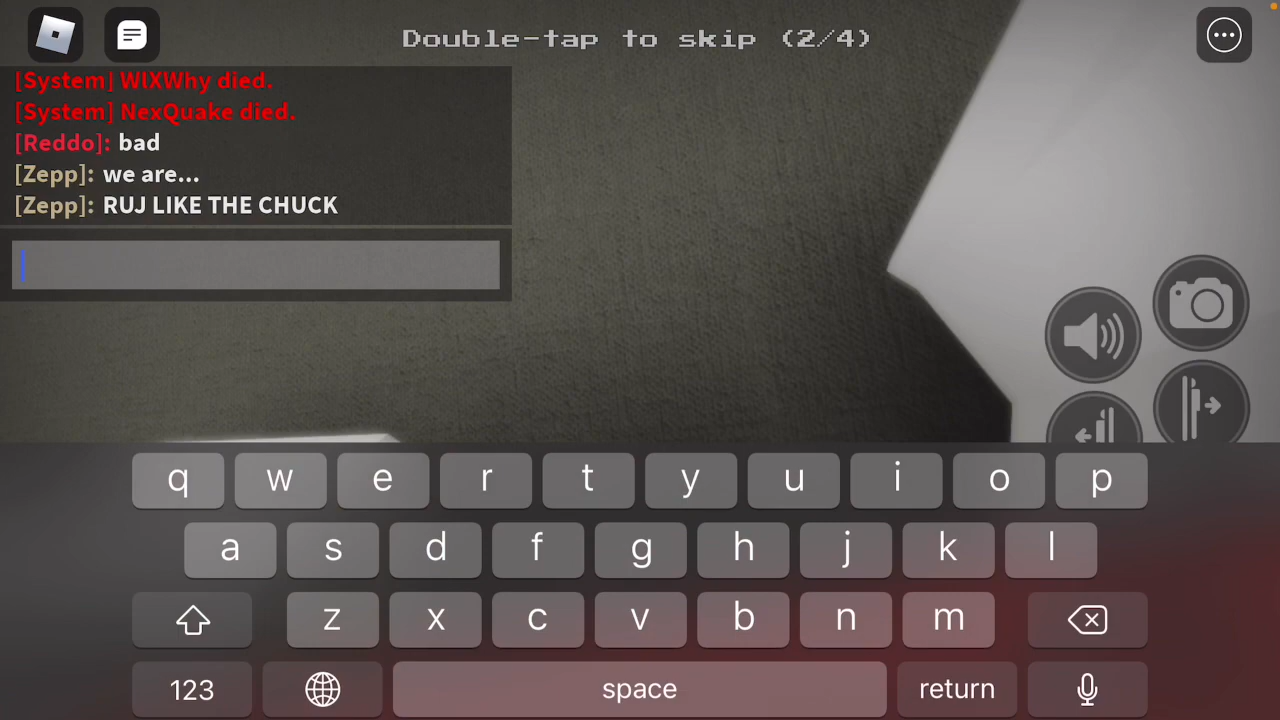 Double-tap to skip (2/4)
[System] WlXWhy died.
[System] NexQuake died.
[Reddo]: bad
[Zepp]: we are...
[Zepp]: RUJ LIKE THE CHUCK
q w e r t y u i o p
a s d f g h j k l
z x c v b n m
123 space return